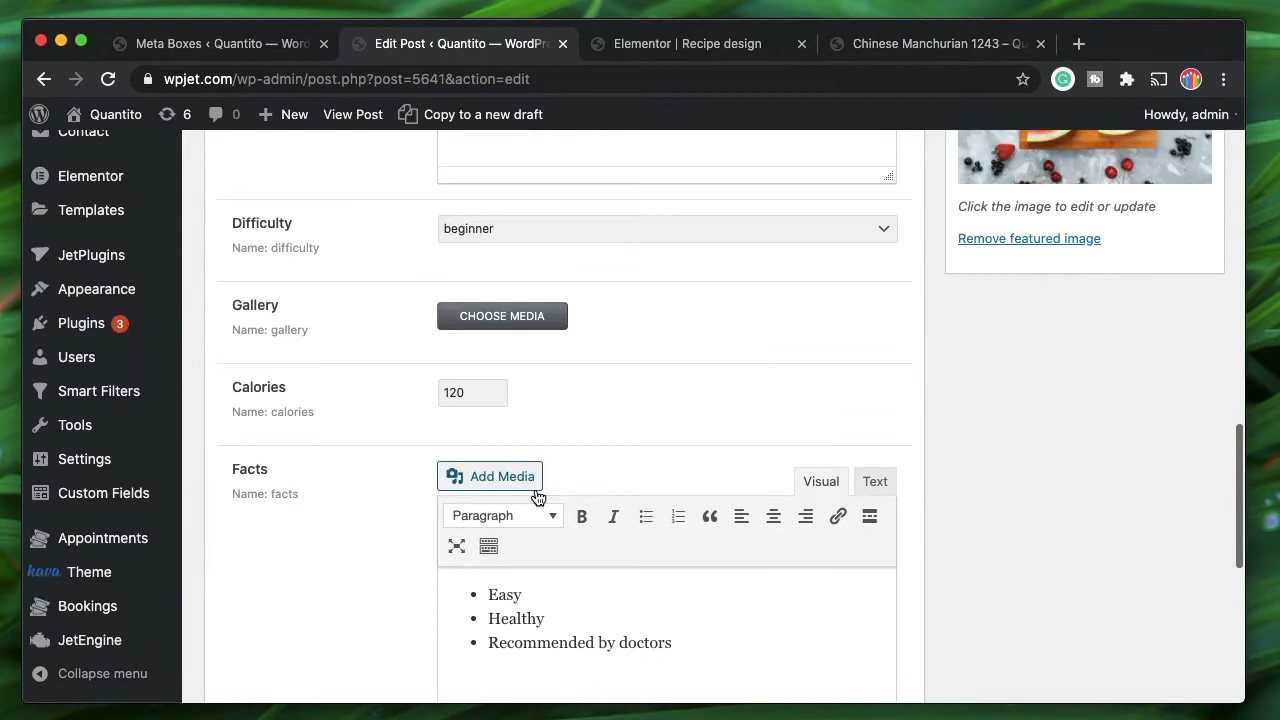 Meta Boxes ‹ Quantito — Word
Edit Post ‹ Quantito — WordPr
Elementor | Recipe design
Chinese Manchurian 1243 – Qu
wpjet.com/wp-admin/post.php?post=5641&action=edit
Quantito
6
0
New
View Post
Copy to a new draft
Howdy, admin
Contact
Elementor
Templates
JetPlugins
Appearance
Plugins 3
Users
Smart Filters
Tools
Settings
Custom Fields
Appointments
kava Theme
Bookings
JetEngine
Collapse menu
Difficulty
Name: difficulty
beginner
Gallery
Name: gallery
CHOOSE MEDIA
Calories
Name: calories
120
Facts
Name: facts
Add Media
Visual
Text
Paragraph
B
I
• Easy
• Healthy
• Recommended by doctors
Click the image to edit or update
Remove featured image